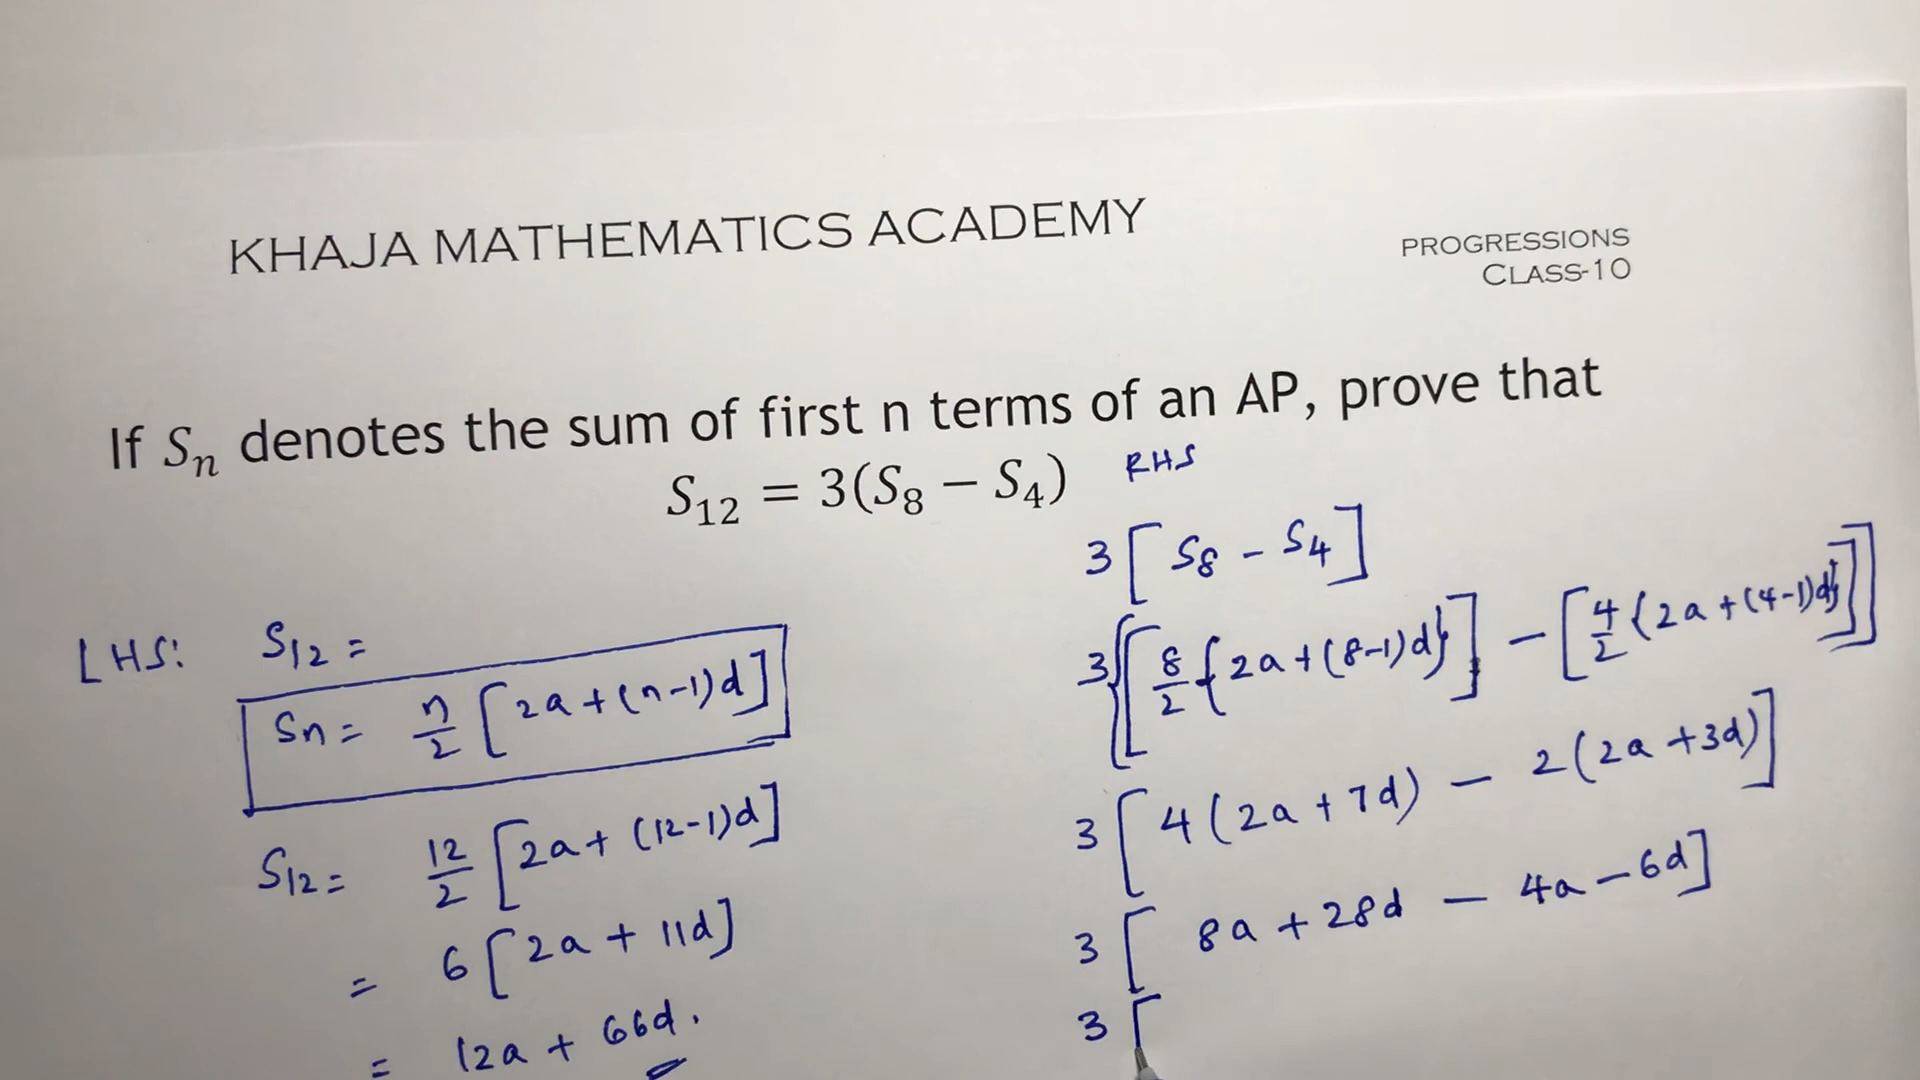 KHAJA MATHEMATICS ACADEMY
PROGRESSIONS
CLASS-10
If Sₙ denotes the sum of first n terms of an AP, prove that
S₁₂ = 3(S₈ − S₄)
LHS: S₁₂ =
Sn = n/2 [2a+(n-1)d]
S₁₂ = 12/2 [2a+ (12-1)d]
= 6[2a + 11d]
= 12a + 66d.
RHS
3[S₈ - S₄]
3{[8/2 {2a+(8-1)d}] - [4/2 {2a+(4-1)d}]]
3[4(2a+7d) - 2(2a+3d)]
3[ 8a+28d - 4a-6d]
3[